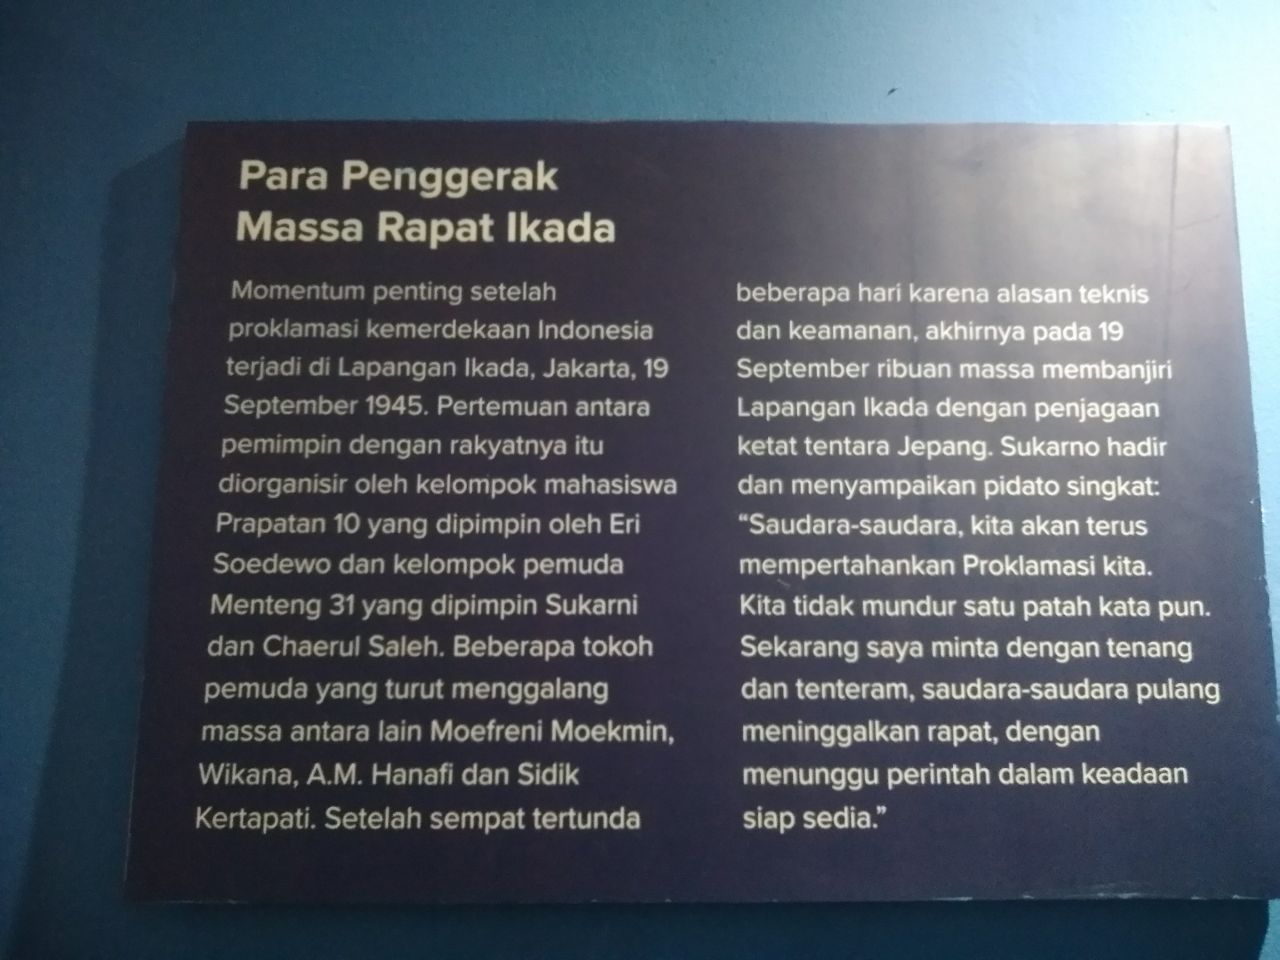 Para Penggerak
Massa Rapat Ikada
Momentum penting setelah
proklamasi kemerdekaan Indonesia
terjadi di Lapangan Ikada, Jakarta, 19
September 1945. Pertemuan antara
pemimpin dengan rakyatnya itu
diorganisir oleh kelompok mahasiswa
Prapatan 10 yang dipimpin oleh Eri
Soedewo dan kelompok pemuda
Menteng 31 yang dipimpin Sukarni
dan Chaerul Saleh. Beberapa tokoh
pemuda yang turut menggalang
massa antara lain Moefreni Moekmin,
Wikana, A.M. Hanafi dan Sidik
Kertapati. Setelah sempat tertunda
beberapa hari karena alasan teknis
dan keamanan, akhirnya pada 19
September ribuan massa membanjiri
Lapangan Ikada dengan penjagaan
ketat tentara Jepang. Sukarno hadir
dan menyampaikan pidato singkat:
“Saudara-saudara, kita akan terus
mempertahankan Proklamasi kita.
Kita tidak mundur satu patah kata pun.
Sekarang saya minta dengan tenang
dan tenteram, saudara-saudara pulang
meninggalkan rapat, dengan
menunggu perintah dalam keadaan
siap sedia.”